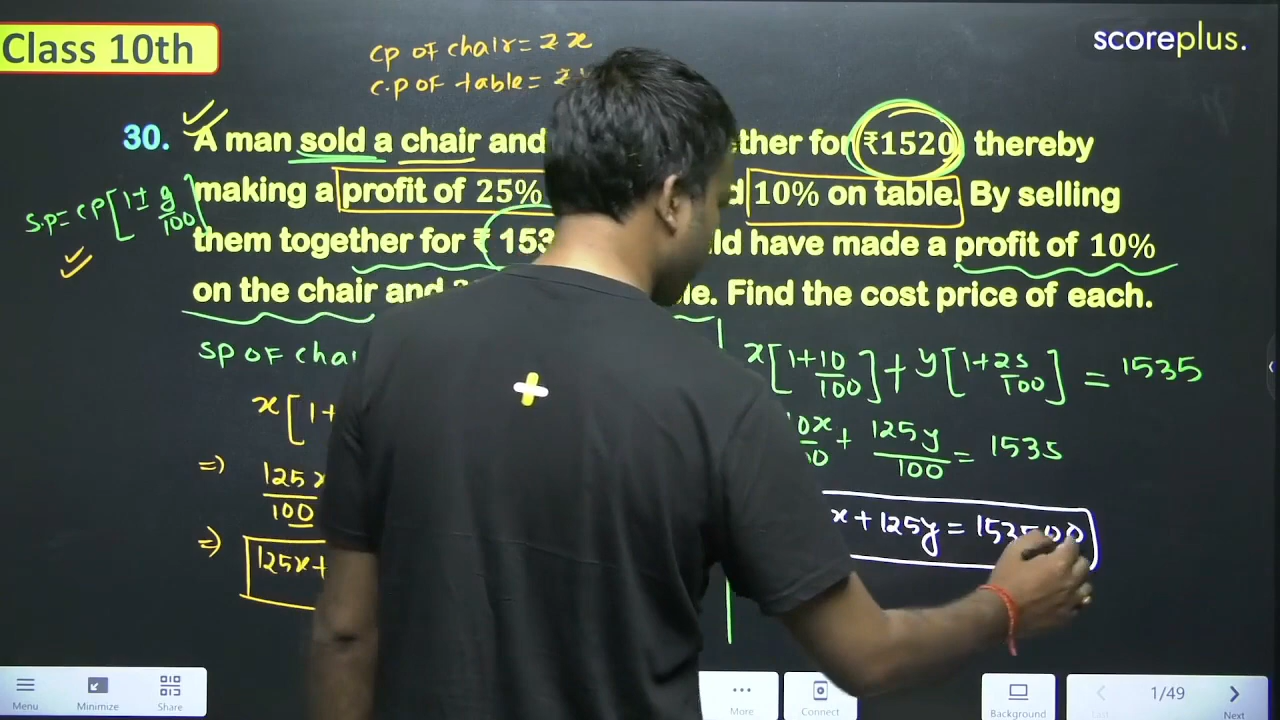 Class 10th
scoreplus.
cp of chair = ₹ x
c.p of table = ₹
30. A man sold a chair and ther for ₹1520 thereby
making a profit of 25% d 10% on table. By selling
S.P = CP[1 ± g/100]
them together for ₹ 153 ld have made a profit of 10%
on the chair and le. Find the cost price of each.
SP OF chai
x[1+10/100] + y[1+25/100] = 1535
x[1+
0x/00 + 125y/100 = 1535
=) 125x/100
x + 125y = 153500
=) 125x+
Menu
Minimize
Share
More
Connect
Background
Last
1/49
Next